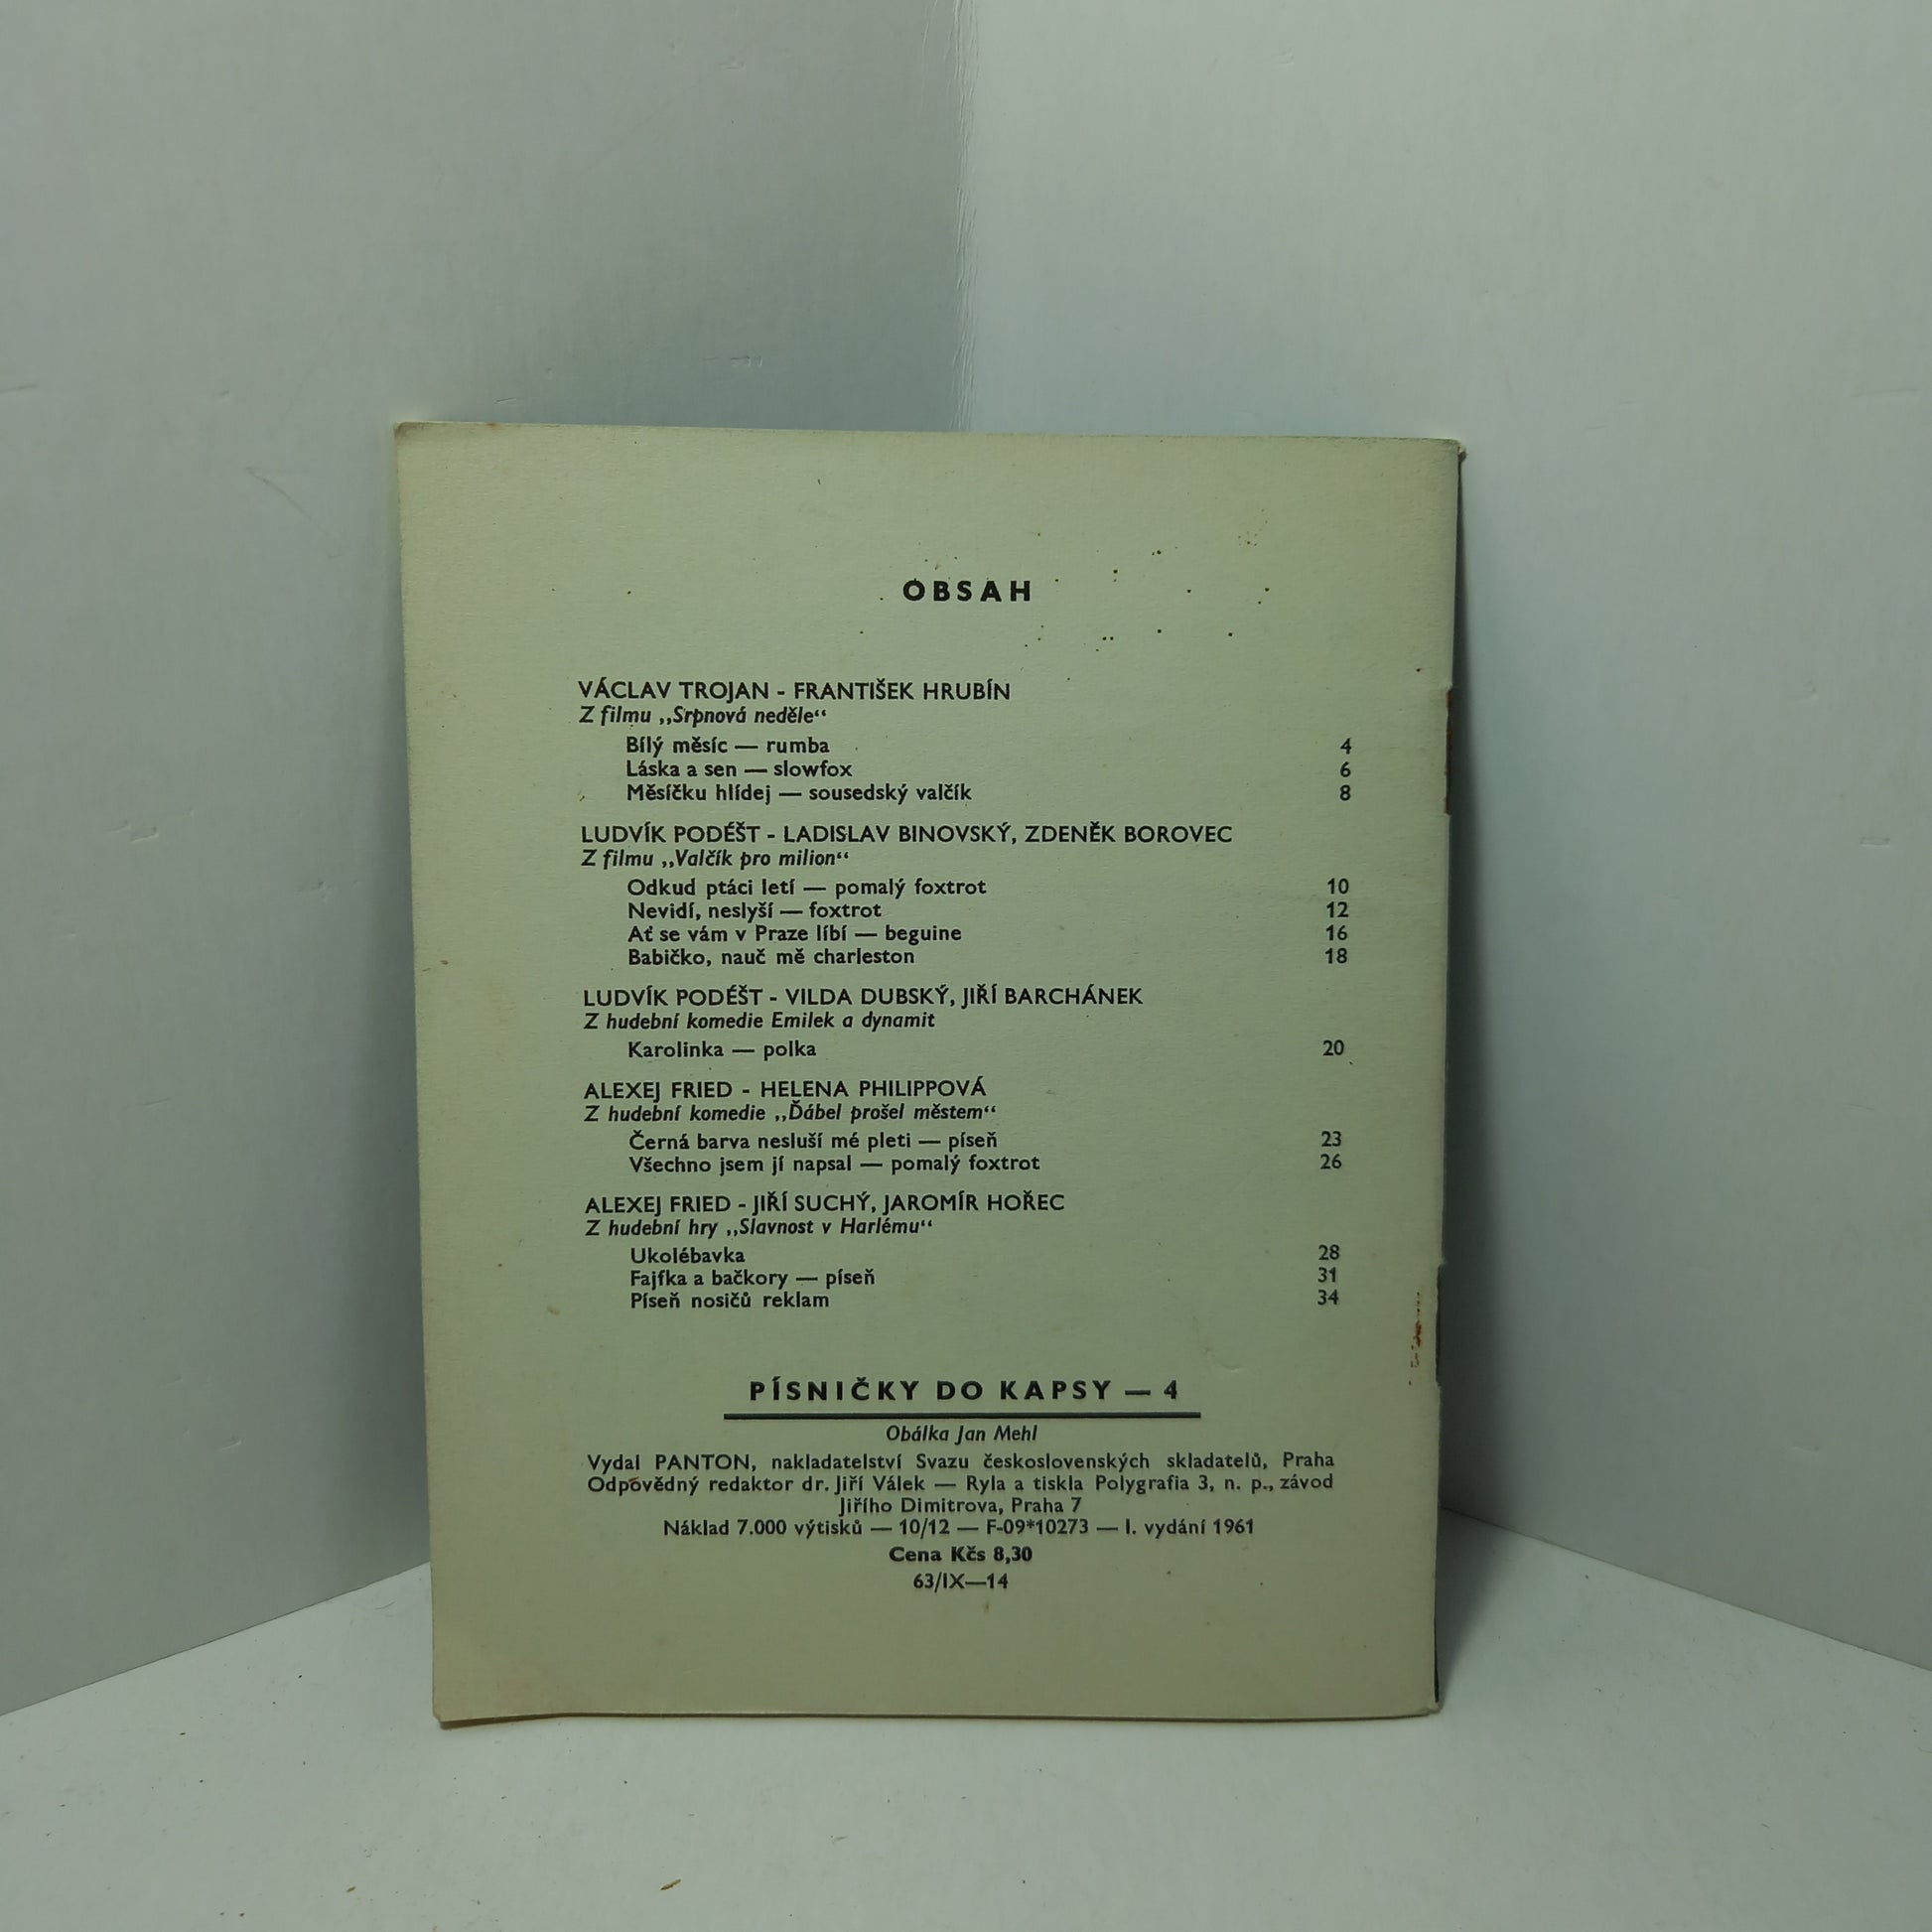 OBSAH
VÁCLAV TROJAN - FRANTIŠEK HRUBÍN
Z filmu „Srpnová neděle“
Bílý měsíc — rumba 4
Láska a sen — slowfox 6
Měsíčku hlídej — sousedský valčík 8
LUDVÍK PODÉŠT - LADISLAV BINOVSKÝ, ZDENĚK BOROVEC
Z filmu „Valčík pro milion“
Odkud ptáci letí — pomalý foxtrot 10
Nevidí, neslyší — foxtrot 12
Ať se vám v Praze líbí — beguine 16
Babičko, nauč mě charleston 18
LUDVÍK PODÉŠT - VILDA DUBSKÝ, JIŘÍ BARCHÁNEK
Z hudební komedie Emilek a dynamit
Karolinka — polka 20
ALEXEJ FRIED - HELENA PHILIPPOVÁ
Z hudební komedie „Ďábel prošel městem“
Černá barva nesluší mé pleti — píseň 23
Všechno jsem jí napsal — pomalý foxtrot 26
ALEXEJ FRIED - JIŘÍ SUCHÝ, JAROMÍR HOŘEC
Z hudební hry „Slavnost v Harlému“
Ukolébavka 28
Fajfka a bačkory — píseň 31
Píseň nosičů reklam 34
PÍSNIČKY DO KAPSY — 4
Obálka Jan Mehl
Vydal PANTON, nakladatelství Svazu československých skladatelů, Praha
Odpovědný redaktor dr. Jiří Válek — Ryla a tiskla Polygrafia 3, n. p., závod
Jiřího Dimitrova, Praha 7
Náklad 7.000 výtisků — 10/12 — F-09*10273 — I. vydání 1961
Cena Kčs 8,30
63/IX—14